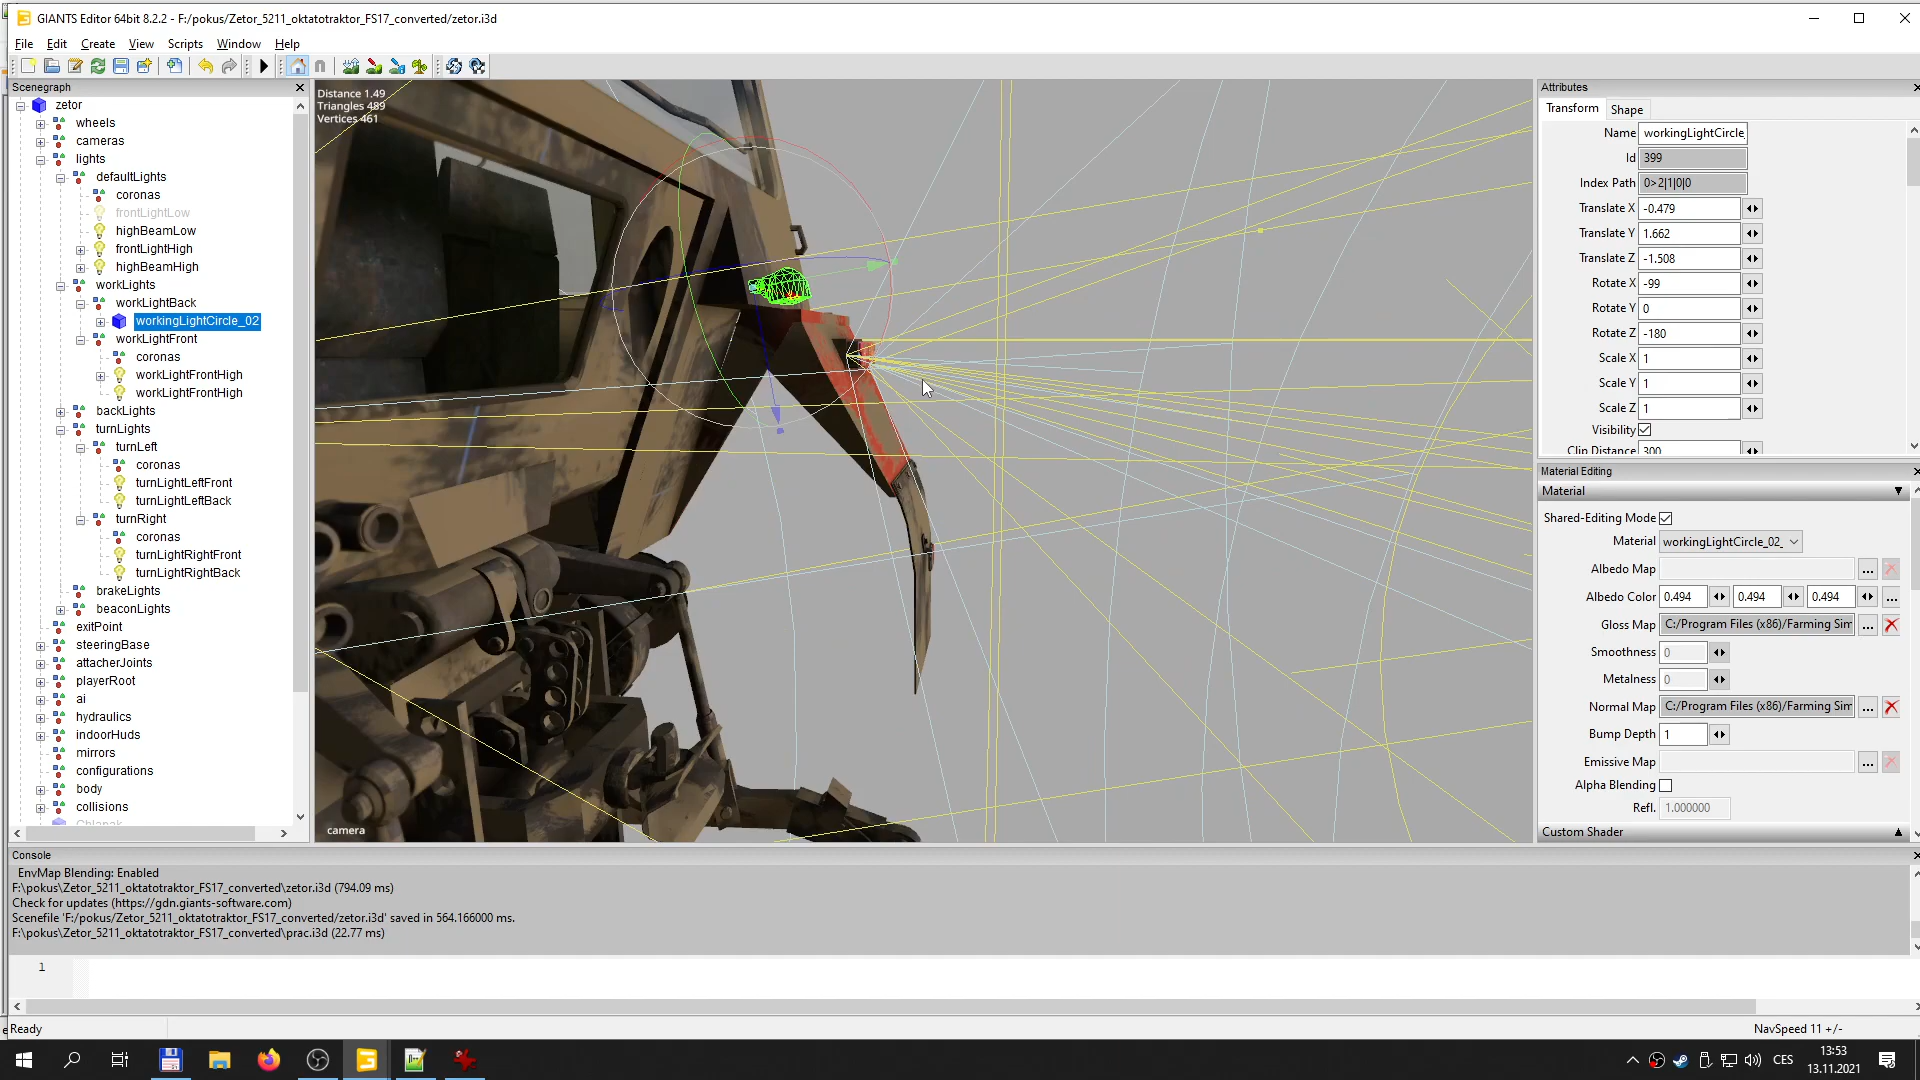 GIANTS Editor 64bit 8.2.2 - F:/pokus/Zetor_5211_oktatotraktor_FS17_converted/zetor.i3d
File Edit Create View Scripts Window Help
Scenegraph
zetor
wheels
cameras
lights
defaultLights
coronas
frontLightLow
highBeamLow
frontLightHigh
highBeamHigh
workLights
workLightBack
workingLightCircle_02
workLightFront
coronas
workLightFrontHigh
workLightFrontHigh
backLights
turnLights
turnLeft
coronas
turnLightLeftFront
turnLightLeftBack
turnRight
coronas
turnLightRightFront
turnLightRightBack
brakeLights
beaconLights
exitPoint
steeringBase
attacherJoints
playerRoot
ai
hydraulics
indoorHuds
mirrors
configurations
body
collisions
Distance 1.49
Triangles 489
Vertices 461
camera
Attributes
Transform Shape
Name workingLightCircle_
Id 399
Index Path 0>2|1|0|0
Translate X -0.479
Translate Y 1.662
Translate Z -1.508
Rotate X -99
Rotate Y 0
Rotate Z -180
Scale X 1
Scale Y 1
Scale Z 1
Visibility
Clip Distance 300
Material Editing
Material
Shared-Editing Mode
Material workingLightCircle_02_
Albedo Map ...
Albedo Color 0.494 0.494 0.494 ...
Gloss Map C:/Program Files (x86)/Farming Sim ...
Smoothness 0
Metalness 0
Normal Map C:/Program Files (x86)/Farming Sim ...
Bump Depth 1
Emissive Map ...
Alpha Blending
Refl. 1.000000
Custom Shader
Console
EnvMap Blending: Enabled
F:\pokus\Zetor_5211_oktatotraktor_FS17_converted\zetor.i3d (794.09 ms)
Check for updates (https://gdn.giants-software.com)
Scenefile 'F:/pokus/Zetor_5211_oktatotraktor_FS17_converted/zetor.i3d' saved in 564.166000 ms.
F:\pokus\Zetor_5211_oktatotraktor_FS17_converted\prac.i3d (22.77 ms)
1
Ready
NavSpeed 11 +/-
CES
13:53
13.11.2021